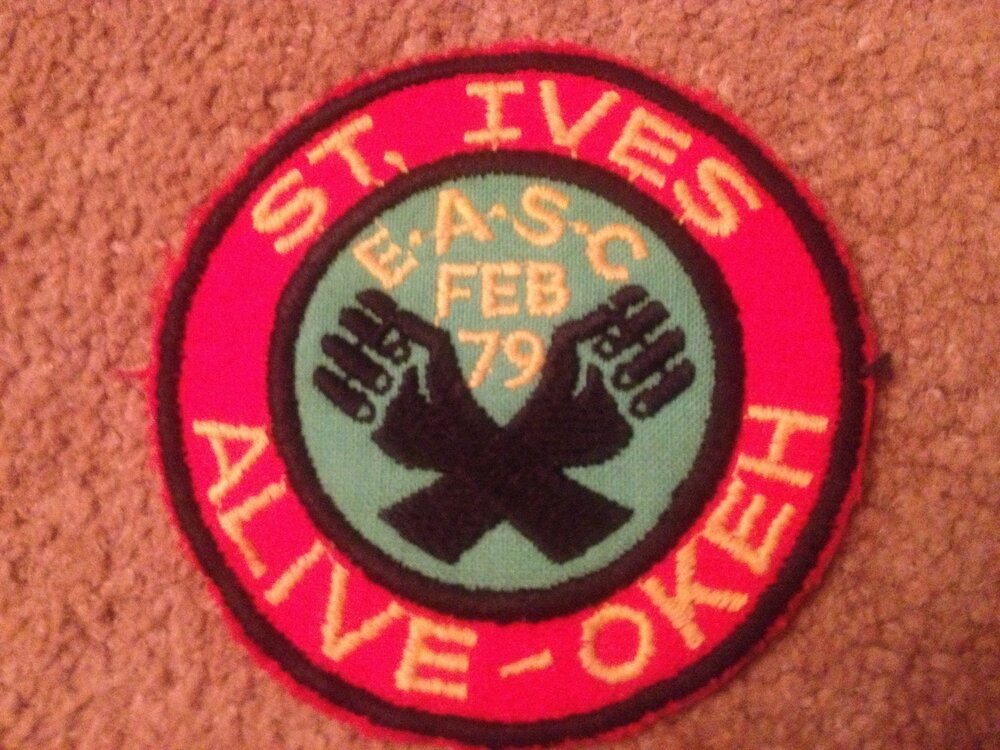 ST. IVES
E·A·S·C
FEB
79
ALIVE-OKEH